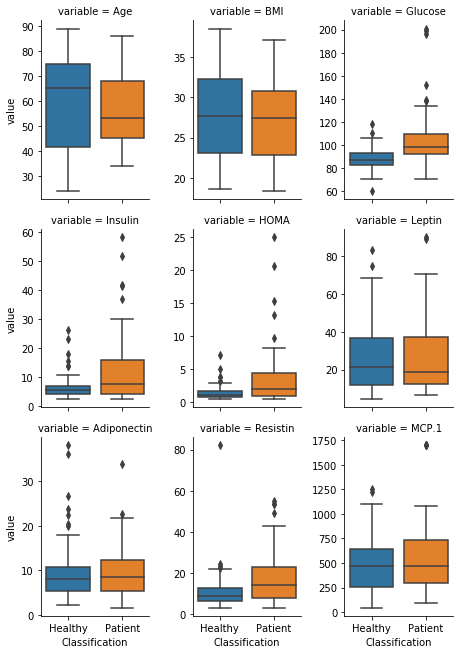 variable = Age
variable = BMI
variable = Glucose
90
80
70
60
50
40
30
value
35
30
25
20
200
180
160
140
120
100
80
60
variable = Insulin
variable = HOMA
variable = Leptin
60
50
40
30
20
10
0
value
25
20
15
10
5
0
80
60
40
20
variable = Adiponectin
variable = Resistin
variable = MCP.1
30
20
10
0
value
80
60
40
20
0
1750
1500
1250
1000
750
500
250
0
Healthy Patient
Classification
Healthy Patient
Classification
Healthy Patient
Classification